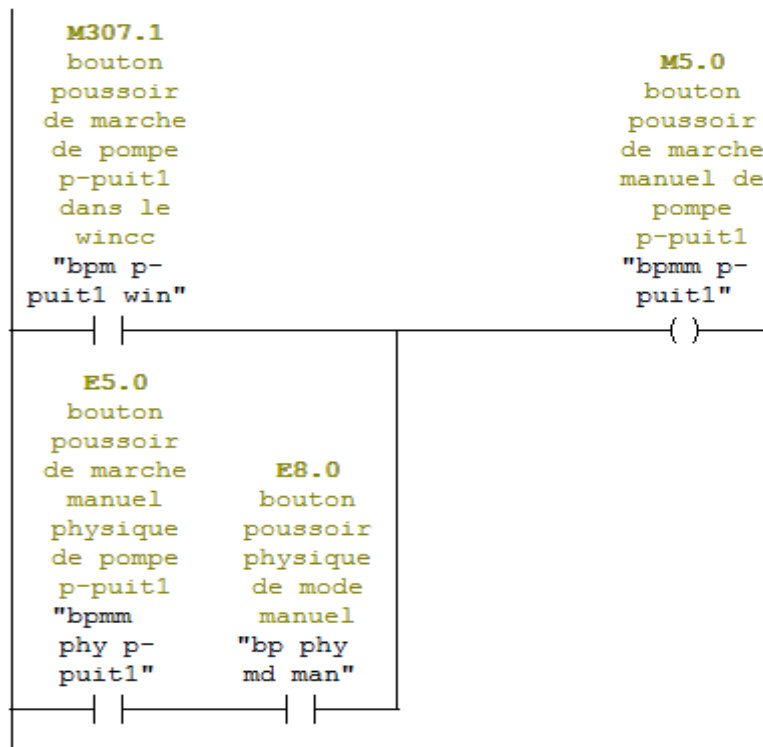 M307.1
bouton
poussoir
de marche
de pompe
p-puit1
dans le
wincc
"bpm p-
puit1 win"
M5.0
bouton
poussoir
de marche
manuel de
pompe
p-puit1
"bpmm p-
puit1"
E5.0
bouton
poussoir
de marche
manuel
physique
de pompe
p-puit1
"bpmm
phy p-
puit1"
E8.0
bouton
poussoir
physique
de mode
manuel
"bp phy
md man"